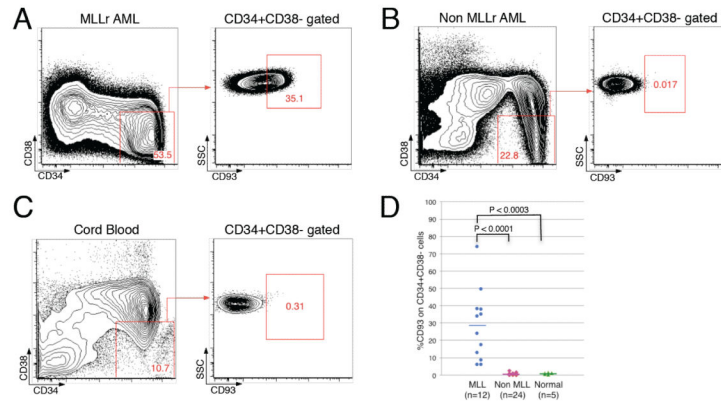 A
MLLr AML
CD34+CD38- gated
53.5
35.1
CD38
CD34
SSC
CD93
B
Non MLLr AML
CD34+CD38- gated
22.8
0.017
CD38
CD34
SSC
CD93
C
Cord Blood
CD34+CD38- gated
10.7
0.31
CD38
CD34
SSC
CD93
D
%CD93 on CD34+CD38- cells
100
90
80
70
60
50
40
30
20
10
0
P < 0.0003
P < 0.0001
MLL Non MLL Normal
(n=12) (n=24) (n=5)